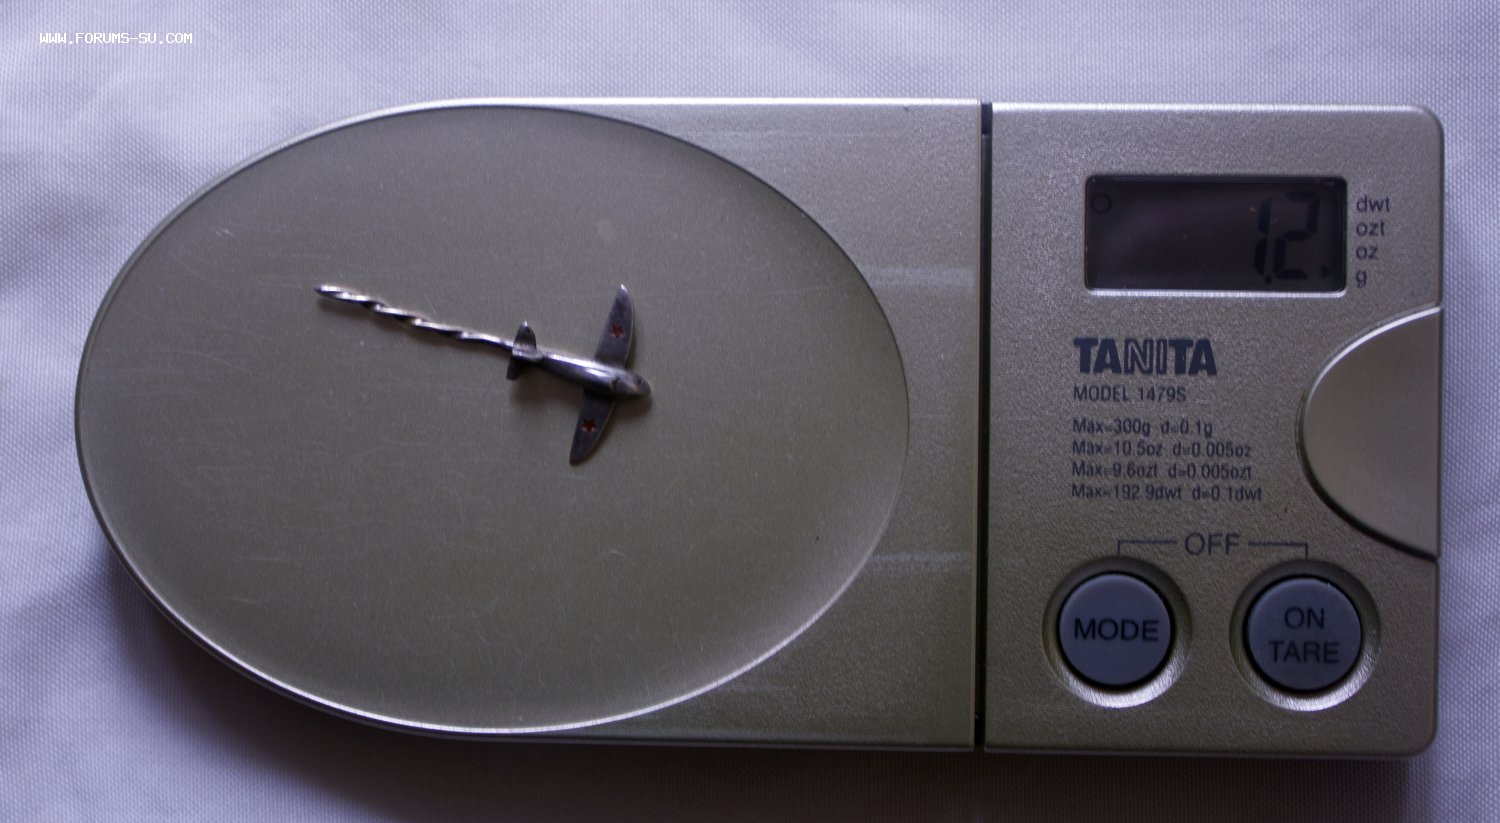 WWW.FORUMS-SU.COM
1.2
dwt
ozt
oz
g
TANITA
MODEL 1479S
Max=300g d=0.1g
Max=10.5oz d=0.005oz
Max=9.6ozt d=0.005ozt
Max=192.9dwt d=0.1dwt
OFF
MODE
ON
TARE